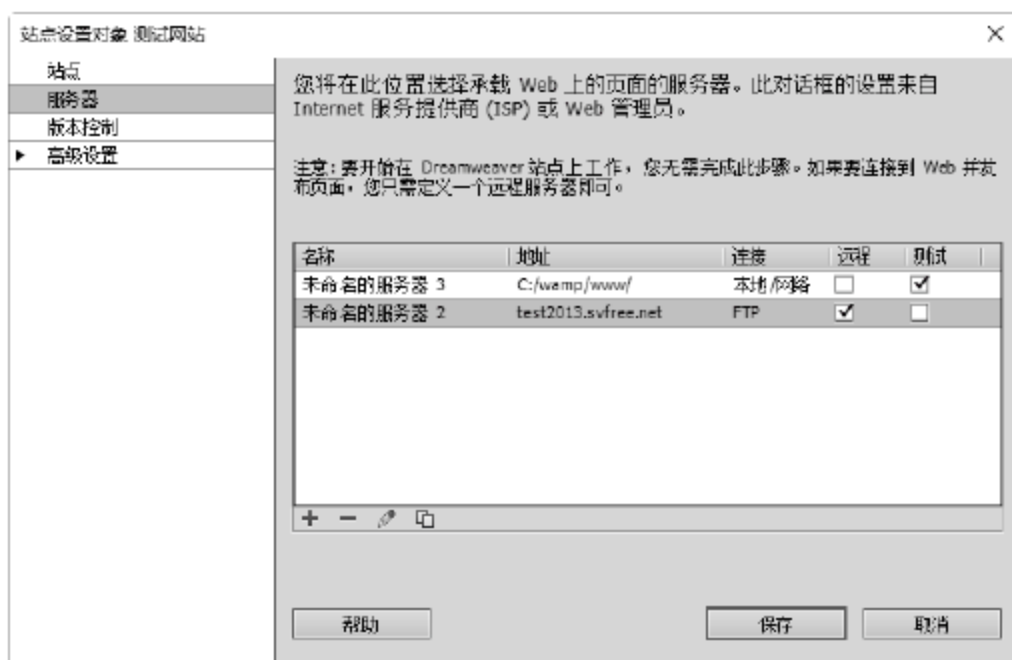 站点设置对象 测试网站
站点
服务器
版本控制
高级设置
您将在此位置选择承载 Web 上的页面的服务器。此对话框的设置来自
Internet 服务提供商 (ISP) 或 Web 管理员。
注意:要开始在 Dreamweaver 站点上工作,您无需完成此步骤。如果要连接到 Web 并发
布页面,您只需定义一个远程服务器即可。
名称 地址 连接 远程 测试
未命名的服务器 3 C:/wamp/www/ 本地/网络
未命名的服务器 2 test2013.svfree.net FTP
帮助 保存 取消